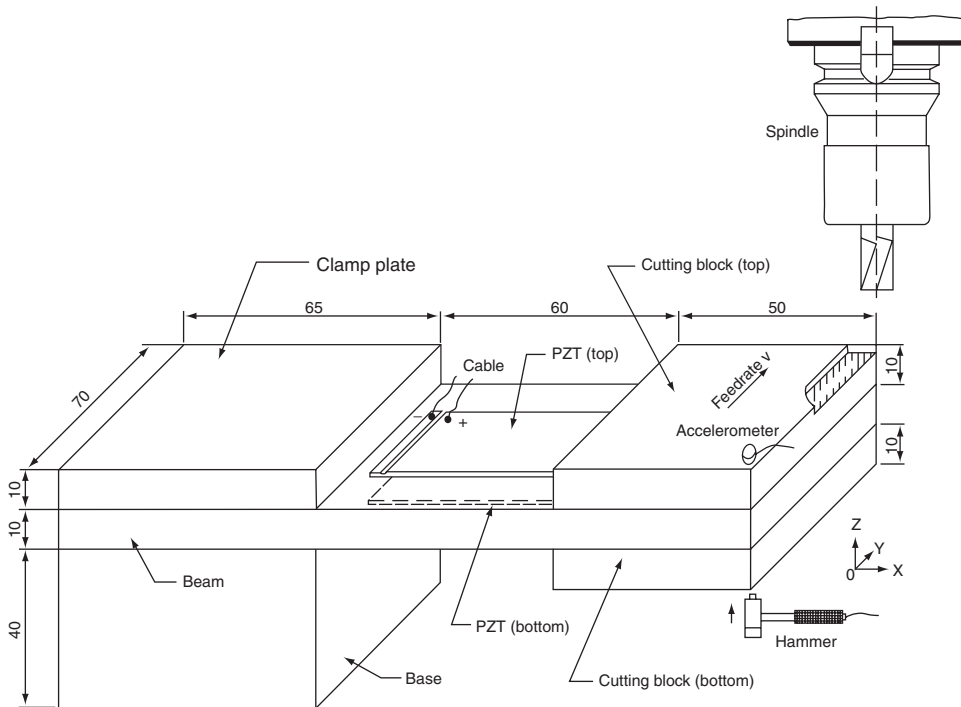 Spindle
Clamp plate
Cutting block (top)
65
60
50
PZT (top)
Cable
70
Feedrate v
10
–
+
Accelerometer
10
10
10
Z
Y
Beam
0
X
40
PZT (bottom)
Hammer
Base
Cutting block (bottom)